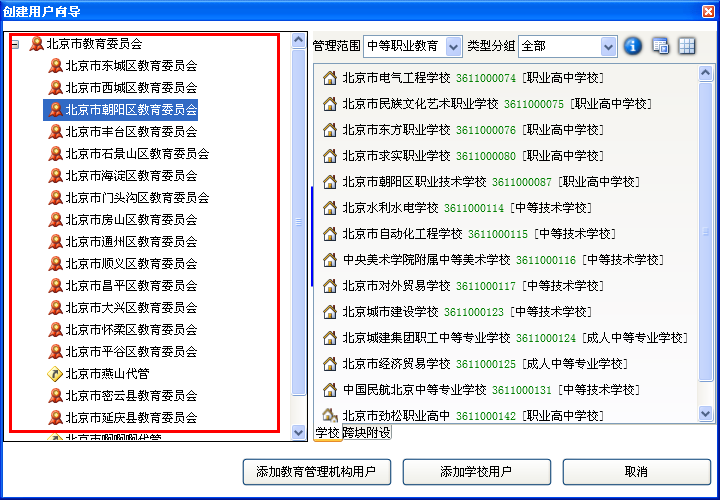 创建用户向导
北京市教育委员会
北京市东城区教育委员会
北京市西城区教育委员会
北京市朝阳区教育委员会
北京市丰台区教育委员会
北京市石景山区教育委员会
北京市海淀区教育委员会
北京市门头沟区教育委员会
北京市房山区教育委员会
北京市通州区教育委员会
北京市顺义区教育委员会
北京市昌平区教育委员会
北京市大兴区教育委员会
北京市怀柔区教育委员会
北京市平谷区教育委员会
北京市燕山代管
北京市密云县教育委员会
北京市延庆县教育委员会
北京市啊啊啊代管
管理范围 中等职业教育 类型分组 全部
北京市电气工程学校 3611000074 [职业高中学校]
北京市民族文化艺术职业学校 3611000075 [职业高中学校]
北京市东方职业学校 3611000076 [职业高中学校]
北京市求实职业学校 3611000080 [职业高中学校]
北京市朝阳区职业技术学校 3611000087 [职业高中学校]
北京水利水电学校 3611000114 [中等技术学校]
北京市自动化工程学校 3611000115 [中等技术学校]
中央美术学院附属中等美术学校 3611000116 [中等技术学校]
北京市对外贸易学校 3611000117 [中等技术学校]
北京城市建设学校 3611000123 [中等技术学校]
北京城建集团职工中等专业学校 3611000124 [成人中等专业学校]
北京市经济贸易学校 3611000125 [成人中等专业学校]
中国民航北京中等专业学校 3611000131 [中等技术学校]
北京市劲松职业高中 3611000142 [职业高中学校]
学校 跨块附设
添加教育管理机构用户 添加学校用户 取消